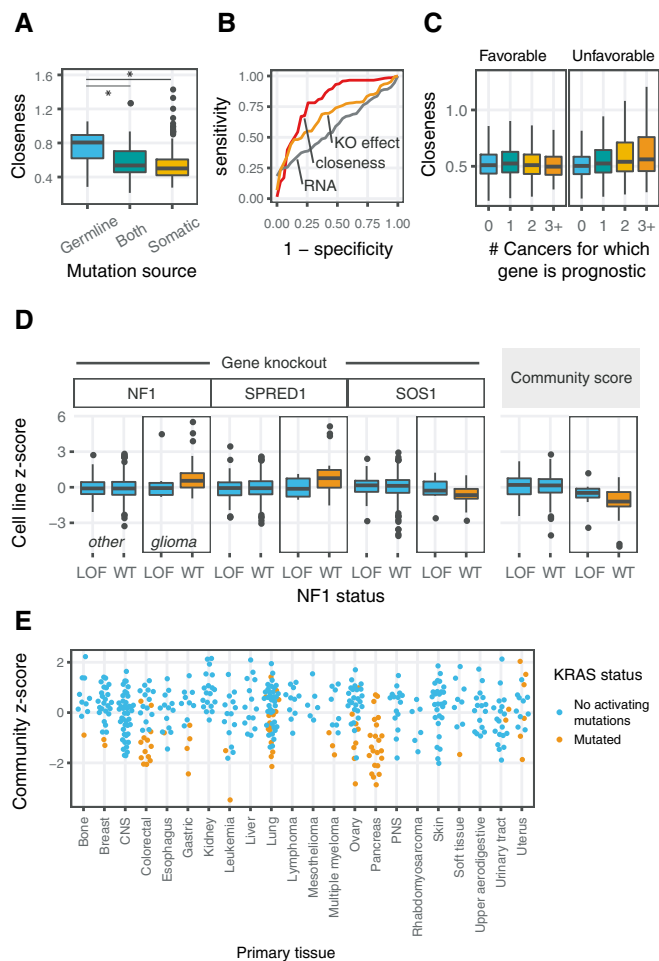 A
Closeness
1.6
1.2
0.8
0.4
*
*
Germline
Both
Somatic
Mutation source
B
sensitivity
1.00
0.75
0.50
0.25
0.00
KO effect
closeness
RNA
0.00
0.25
0.50
0.75
1.00
1 − specificity
C
Favorable
Unfavorable
Closeness
1.0
0.5
0 1 2 3+ 0 1 2 3+
# Cancers for which
gene is prognostic
D
Gene knockout
NF1 SPRED1 SOS1
Community score
Cell line z-score
6
3
0
−3
other glioma
LOF WT LOF WT LOF WT LOF WT LOF WT LOF WT LOF WT LOF WT
NF1 status
E
Community z-score
2
0
−2
KRAS status
No activating
mutations
Mutated
Bone
Breast
CNS
Colorectal
Esophagus
Gastric
Kidney
Leukemia
Liver
Lung
Lymphoma
Mesothelioma
Multiple myeloma
Ovary
Pancreas
PNS
Rhabdomyosarcoma
Skin
Soft tissue
Upper aerodigestive
Urinary tract
Uterus
Primary tissue